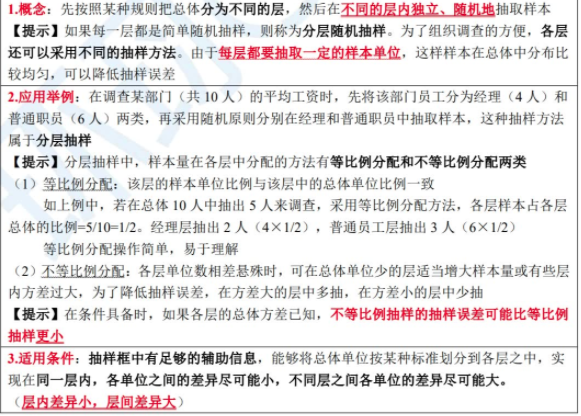 1.概念：先按照某种规则把总体分为不同的层，然后在不同的层内独立、随机地抽取样本
【提示】如果每一层都是简单随机抽样，则称为分层随机抽样。为了组织调查的方便，各层
还可以采用不同的抽样方法。由于每层都要抽取一定的样本单位，这样样本在总体中分布比
较均匀，可以降低抽样误差
2.应用举例：在调查某部门（共 10 人）的平均工资时，先将该部门员工分为经理（4 人）和
普通职员（6 人）两类，再采用随机原则分别在经理和普通职员中抽取样本，这种抽样方法
属于分层抽样
【提示】分层抽样中，样本量在各层中分配的方法有等比例分配和不等比例分配两类
（1）等比例分配：该层的样本单位比例与该层中的总体单位比例一致
如上例中，若在总体 10 人中抽出 5 人来调查，采用等比例分配方法，各层样本占各层
总体的比例=5/10=1/2。经理层抽出 2 人（4×1/2），普通员工层抽出 3 人（6×1/2）
等比例分配操作简单，易于理解
（2）不等比例分配：各层单位数相差悬殊时，可在总体单位少的层适当增大样本量或有些层
内方差过大，为了降低抽样误差，在方差大的层中多抽，在方差小的层中少抽
【提示】在条件具备时，如果各层的总体方差已知，不等比例抽样的抽样误差可能比等比例
抽样更小
3.适用条件：抽样框中有足够的辅助信息，能够将总体单位按某种标准划分到各层之中，实
现在同一层内，各单位之间的差异尽可能小，不同层之间各单位的差异尽可能大。
（层内差异小，层间差异大）